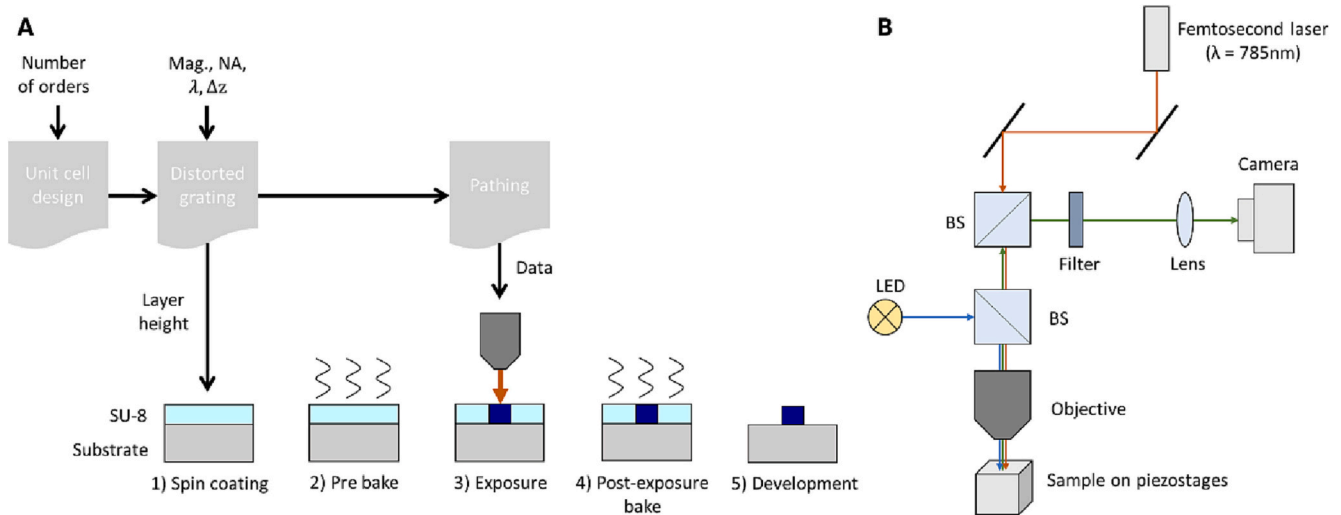 A
Number
of orders
Mag., NA,
λ, Δz
Unit cell
design
Distorted
grating
Pathing
Data
Layer
height
SU-8
Substrate
1) Spin coating
2) Pre bake
3) Exposure
4) Post-exposure
bake
5) Development
B
Femtosecond laser
(λ = 785nm)
Camera
BS
Filter
Lens
LED
BS
Objective
Sample on piezostages